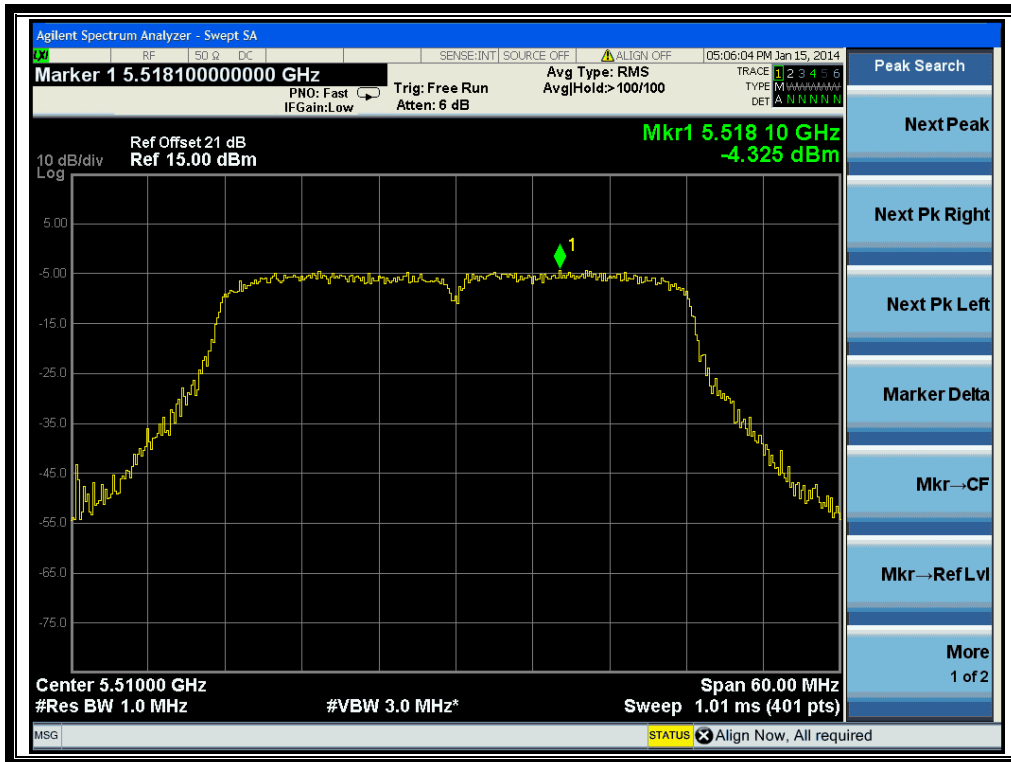 Agilent Spectrum Analyzer - Swept SA
LXI RF 50 Ω DC SENSE:INT SOURCE OFF ALIGN OFF 05:06:04 PM Jan 15, 2014
Marker 1 5.518100000000 GHz
PNO: Fast
IFGain:Low
Trig: Free Run
Atten: 6 dB
Avg Type: RMS
Avg|Hold:>100/100
TRACE 1 2 3 4 5 6
TYPE M WWWWW
DET A N N N N N
Mkr1 5.518 10 GHz
-4.325 dBm
Ref Offset 21 dB
10 dB/div Ref 15.00 dBm
Log
5.00
-5.00
1
-15.0
-25.0
-35.0
-45.0
-55.0
-65.0
-75.0
Center 5.51000 GHz Span 60.00 MHz
#Res BW 1.0 MHz #VBW 3.0 MHz* Sweep 1.01 ms (401 pts)
MSG STATUS Align Now, All required
Peak Search
Next Peak
Next Pk Right
Next Pk Left
Marker Delta
Mkr→CF
Mkr→Ref Lvl
More
1 of 2